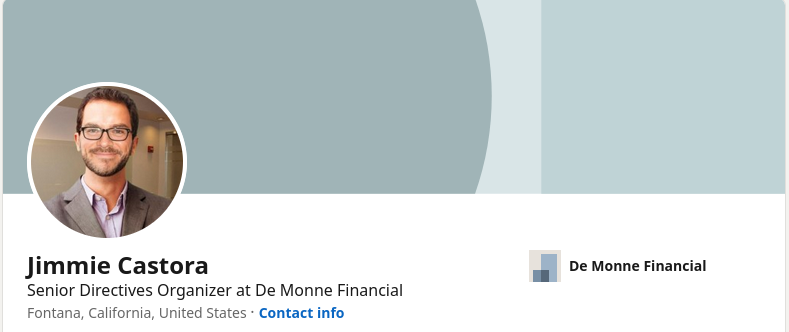 Jimmie Castora
Senior Directives Organizer at De Monne Financial
Fontana, California, United States · Contact info
De Monne Financial